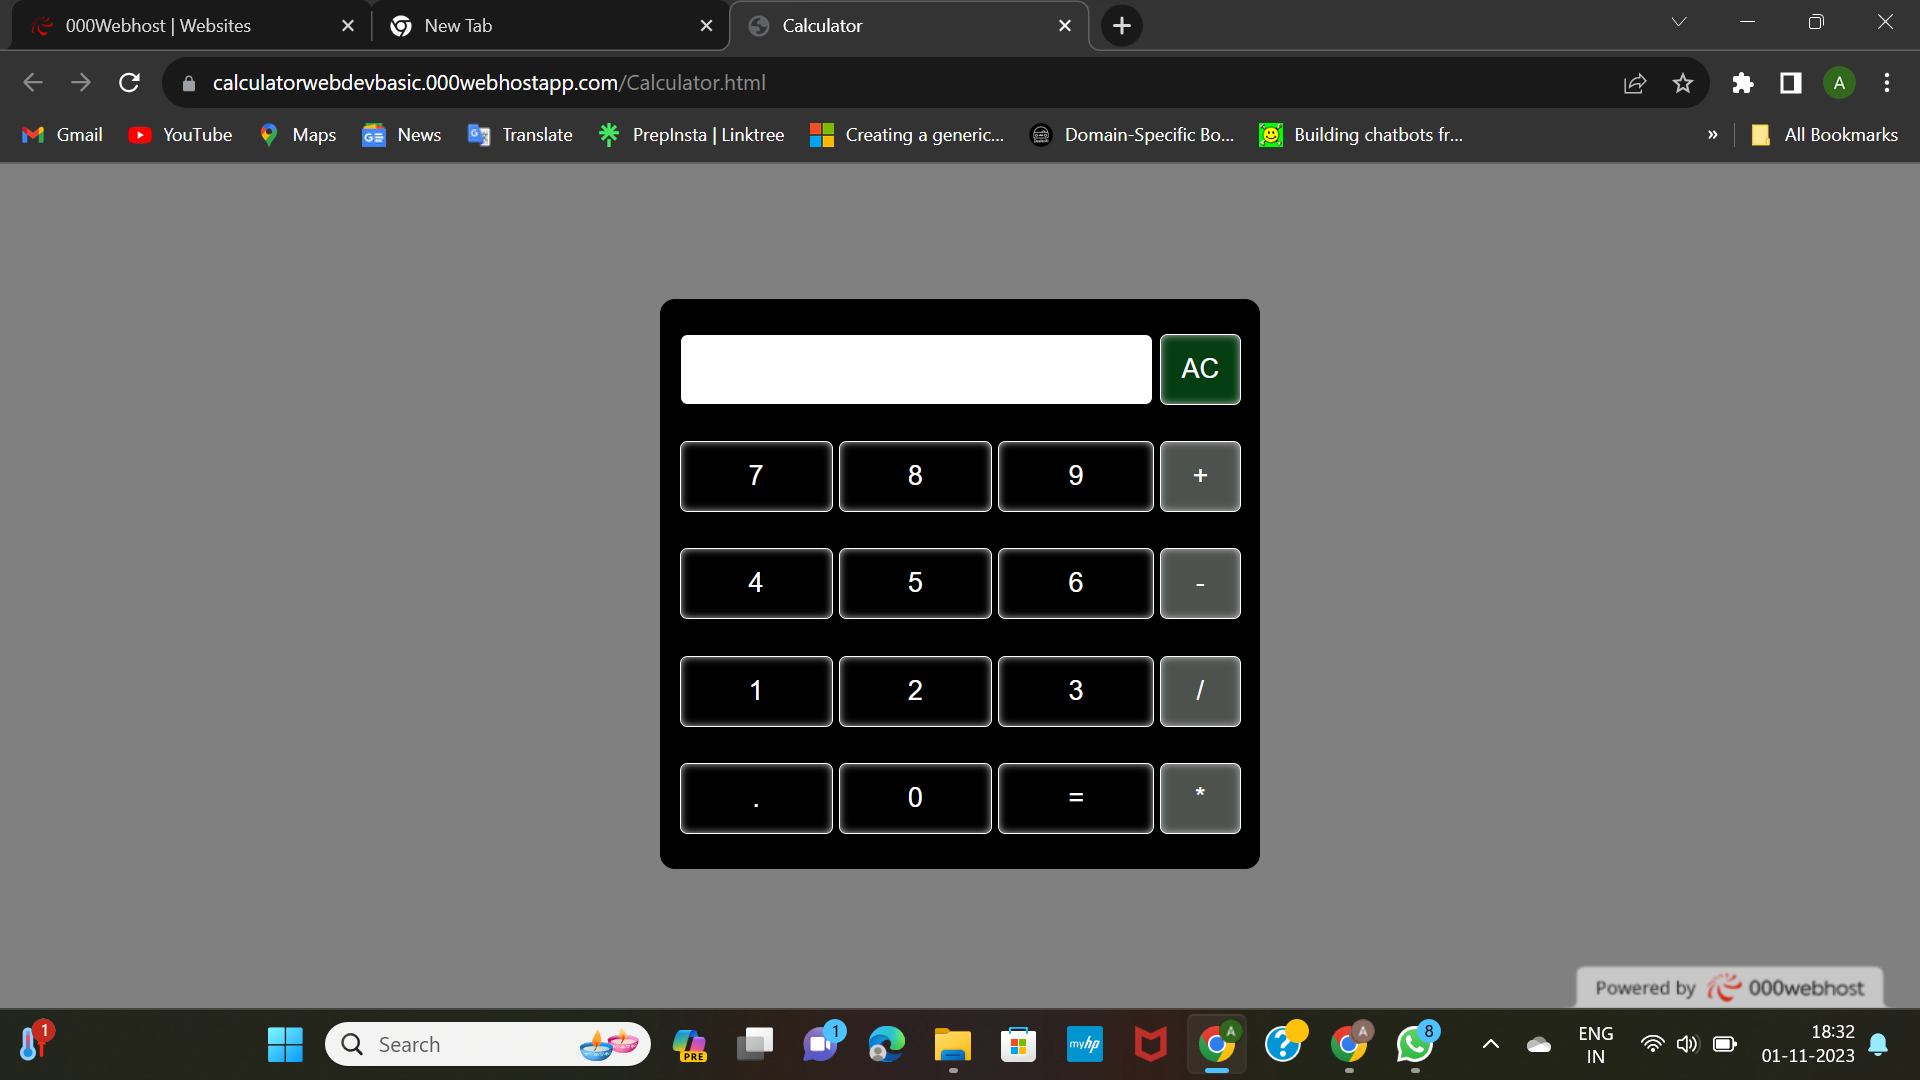 000Webhost | Websites
New Tab
Calculator
calculatorwebdevbasic.000webhostapp.com/Calculator.html
A
Gmail
YouTube
Maps
News
Translate
PrepInsta | Linktree
Creating a generic...
Domain-Specific Bo...
Building chatbots fr...
»
All Bookmarks
AC
7 8 9 +
4 5 6 -
1 2 3 /
. 0 = *
Powered by 000webhost
1
Search
PRE
1
myhp
A
?
A
8
ENG
IN
18:32
01-11-2023